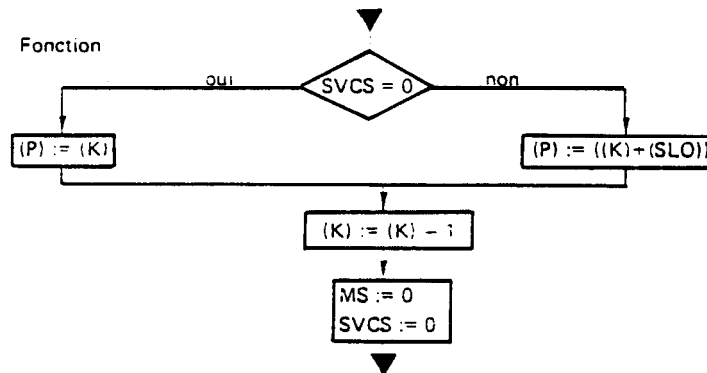 Fonction
oui
SVCS = 0
non
(P) := (K)
(P) := ((K)+(SLO))
(K) := (K) – 1
MS := 0
SVCS := 0